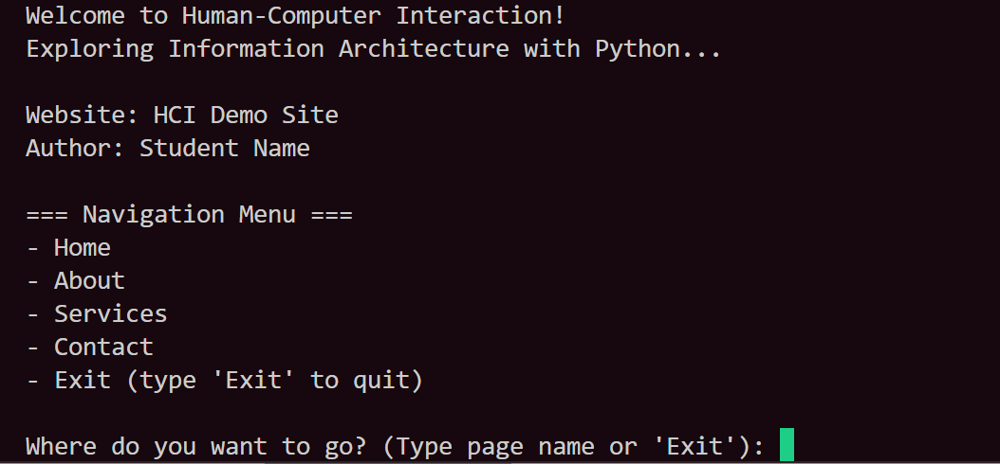 Welcome to Human-Computer Interaction!
Exploring Information Architecture with Python...
Website: HCI Demo Site
Author: Student Name
=== Navigation Menu ===
- Home
- About
- Services
- Contact
- Exit (type 'Exit' to quit)
Where do you want to go? (Type page name or 'Exit'):